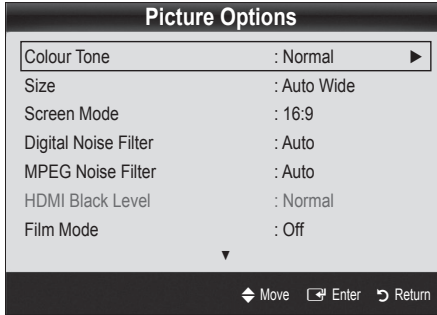 Picture Options
Colour Tone : Normal ▶
Size : Auto Wide
Screen Mode : 16:9
Digital Noise Filter : Auto
MPEG Noise Filter : Auto
HDMI Black Level : Normal
Film Mode : Off
▼
Move Enter Return